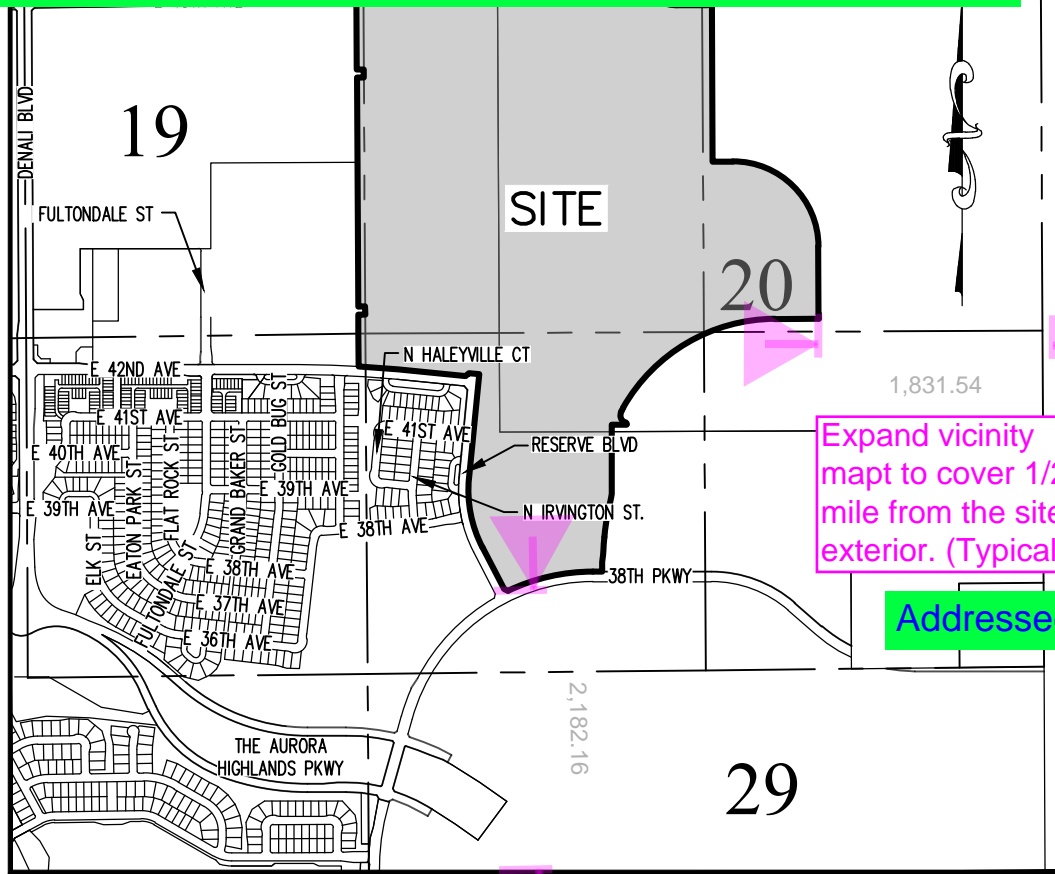 DENALI BLVD
19
FULTONDALE ST
SITE
20
E 42ND AVE
N HALEYVILLE CT
1,831.54
E 41ST AVE
GOLD BUG ST
E 41ST AVE
RESERVE BLVD
E 40TH AVE
FLAT ROCK ST
GRAND BAKER ST
EATON PARK ST
E 39TH AVE
E 39TH AVE
N IRVINGTON ST.
E 38TH AVE
ELK ST
FULTONDALE ST
E 38TH AVE
38TH PKWY
E 37TH AVE
E 36TH AVE
Expand vicinity
mapt to cover 1/2
mile from the site
exterior. (Typical
Addresse
2,182.16
THE AURORA
HIGHLANDS PKWY
29